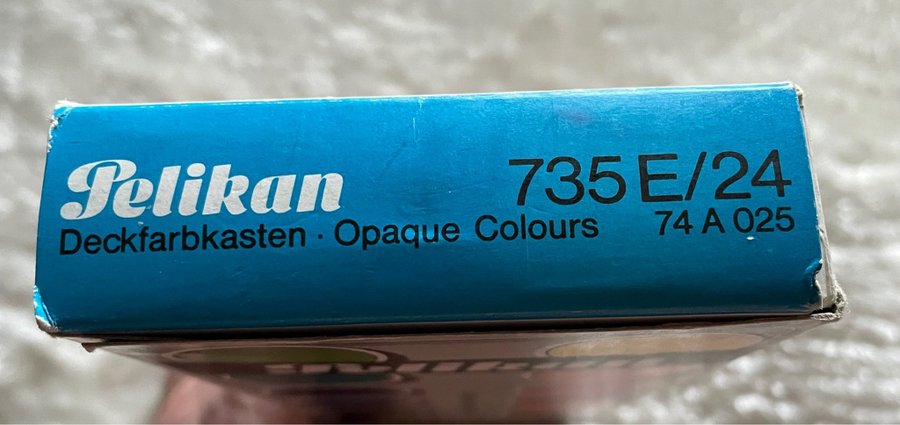 Pelikan
735 E/24
Deckfarbkasten · Opaque Colours
74 A 025